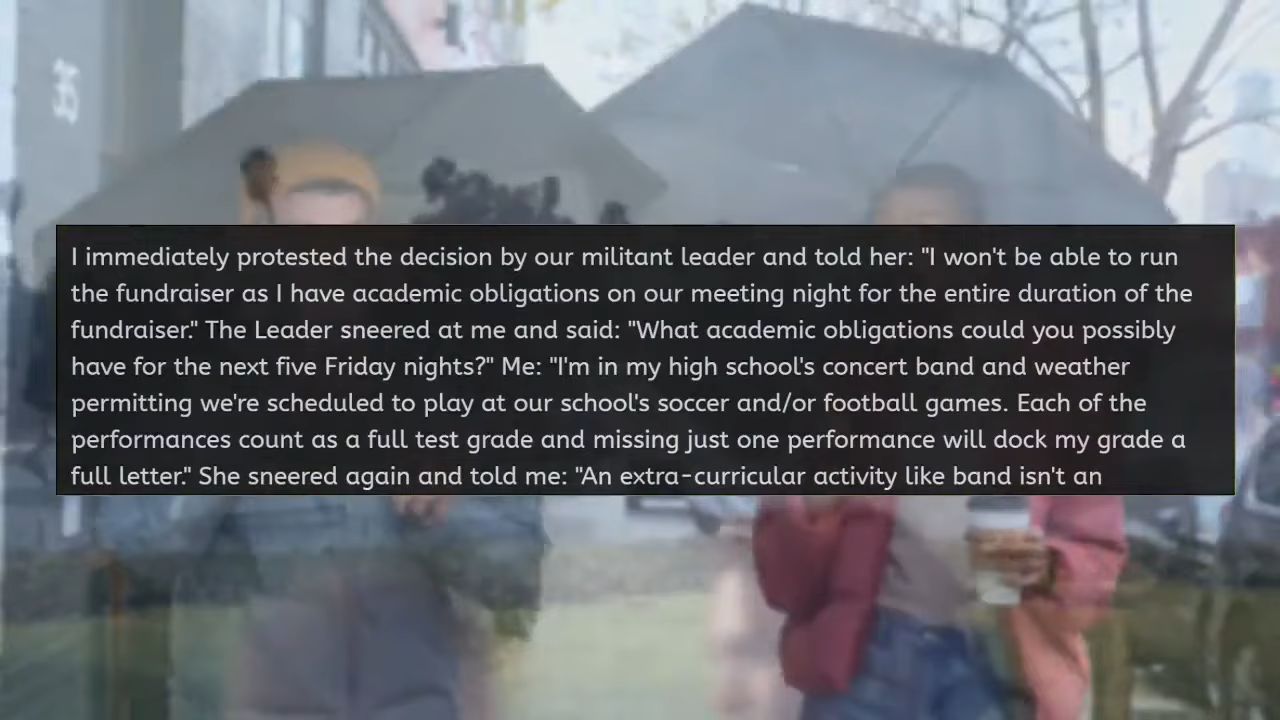 I immediately protested the decision by our militant leader and told her: "I won't be able to run
the fundraiser as I have academic obligations on our meeting night for the entire duration of the
fundraiser." The Leader sneered at me and said: "What academic obligations could you possibly
have for the next five Friday nights?" Me: "I'm in my high school's concert band and weather
permitting we're scheduled to play at our school's soccer and/or football games. Each of the
performances count as a full test grade and missing just one performance will dock my grade a
full letter." She sneered again and told me: "An extra-curricular activity like band isn't an